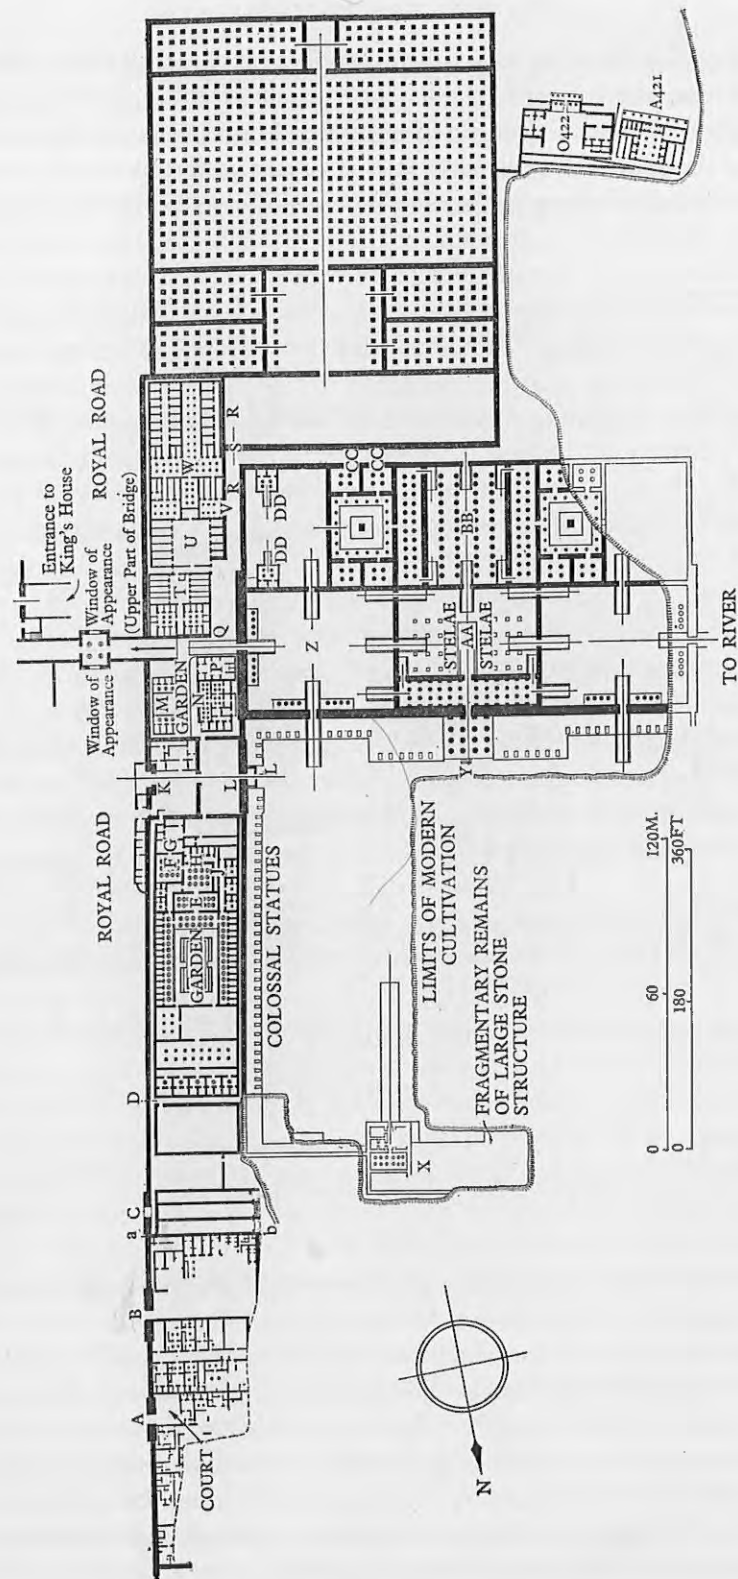 A421
O422
ROYAL ROAD
Entrance to
King's House
Window of
Appearance
(Upper Part of Bridge)
Window of
Appearance
R
S
R
W
V
U
T
Q
CC
CC
DD
DD
BB
STELAE
AA
STELAE
Z
TO RIVER
M
GARDEN
N
P
K
L
L
Y
ROYAL ROAD
G
F
H
J
E
GARDEN
COLOSSAL STATUES
LIMITS OF MODERN
CULTIVATION
FRAGMENTARY REMAINS
OF LARGE STONE
STRUCTURE
X
D
C
a
b
B
A
COURT
0 60 120M.
0 180 360FT
N